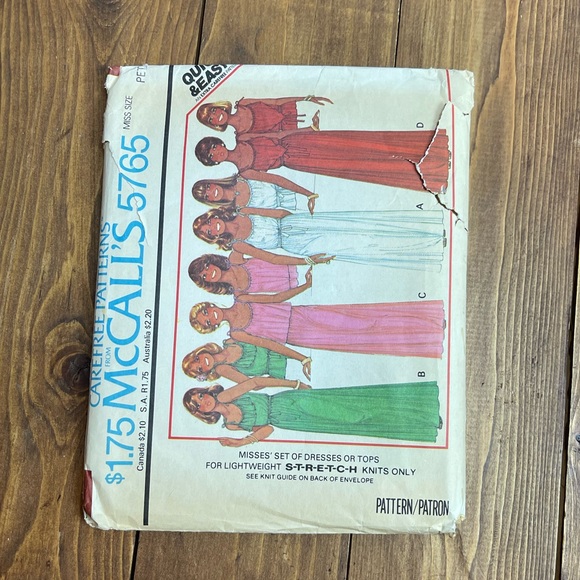 CAREFREE PATTERNS
FROM
McCALL'S 5765
$1.75
Canada $2.10 S.A. R1.75 Australia $2.20
MISS SIZE
& EASY
D
A
C
B
MISSES' SET OF DRESSES OR TOPS
FOR LIGHTWEIGHT S-T-R-E-T-C-H KNITS ONLY
SEE KNIT GUIDE ON BACK OF ENVELOPE
PATTERN/PATRON